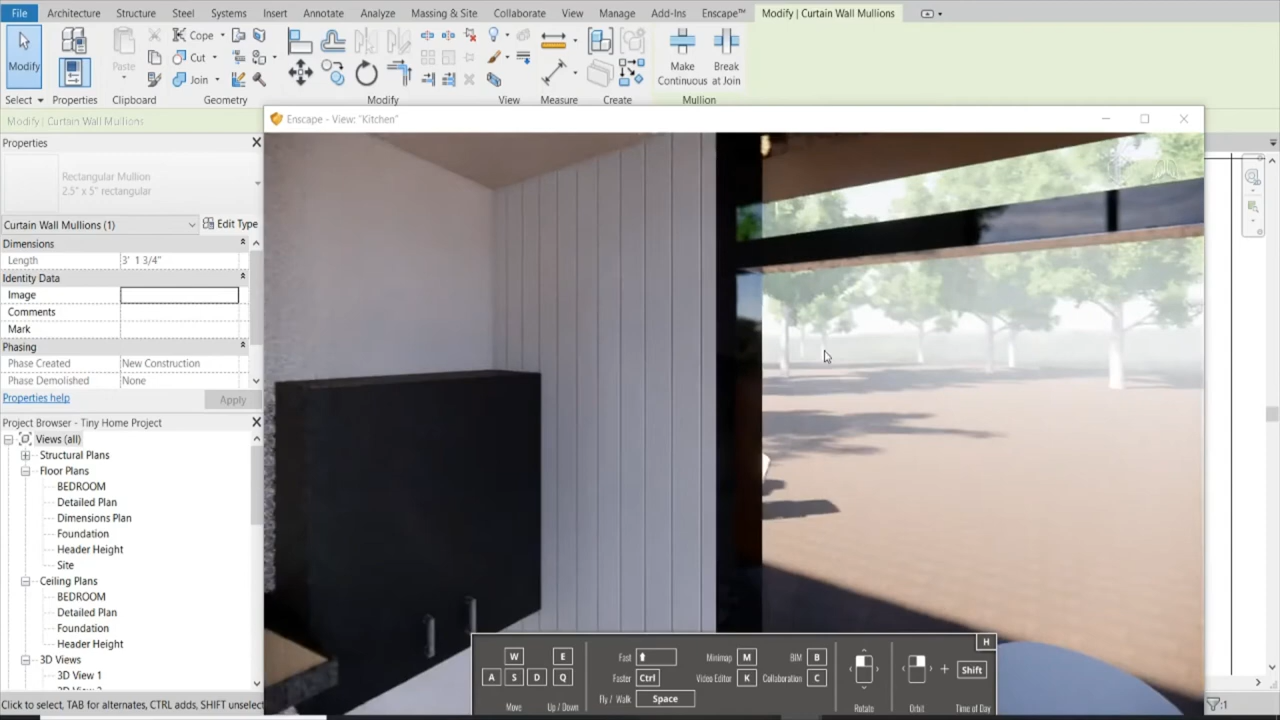 File Architecture Structure Steel Systems Insert Annotate Analyze Massing & Site Collaborate View Manage Add-Ins Enscape™ Modify | Curtain Wall Mullions
Cope
Cut
Join
Modify Paste Make Continuous Break at Join
Select Properties Clipboard Geometry Modify View Measure Create Mullion
Modify | Curtain Wall Mullions
Enscape - View: "Kitchen"
Properties
Rectangular Mullion
2.5" x 5" rectangular
Curtain Wall Mullions (1) Edit Type
Dimensions
Length 3' 1 3/4"
Identity Data
Image
Comments
Mark
Phasing
Phase Created New Construction
Phase Demolished None
Properties help Apply
Project Browser - Tiny Home Project
Views (all)
Structural Plans
Floor Plans
BEDROOM
Detailed Plan
Dimensions Plan
Foundation
Header Height
Site
Ceiling Plans
BEDROOM
Detailed Plan
Foundation
Header Height
3D Views
3D View 1
H
W E Fast Minimap M BIM B
A S D Q Faster Ctrl Video Editor K Collaboration C + Shift
Fly / Walk Space
Move Up / Down Rotate Orbit Time of Day
Click to select, TAB for alternates, CTRL adds, SHIFT unselect
:1